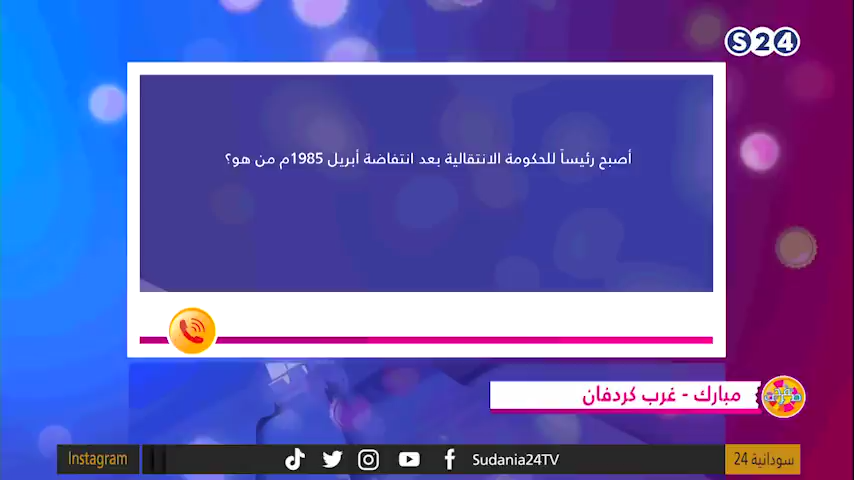 S24
أصبح رئيساً للحكومة الانتقالية بعد انتفاضة أبريل 1985م من هو؟
مبارك - غرب كردفان
Instagram
Sudania24TV
سودانية 24